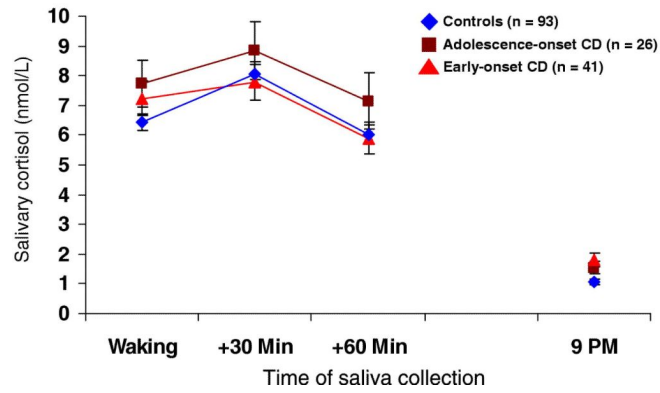 Controls (n = 93)
Adolescence-onset CD (n = 26)
Early-onset CD (n = 41)
Salivary cortisol (nmol/L)
10
9
8
7
6
5
4
3
2
1
0
Waking +30 Min +60 Min 9 PM
Time of saliva collection